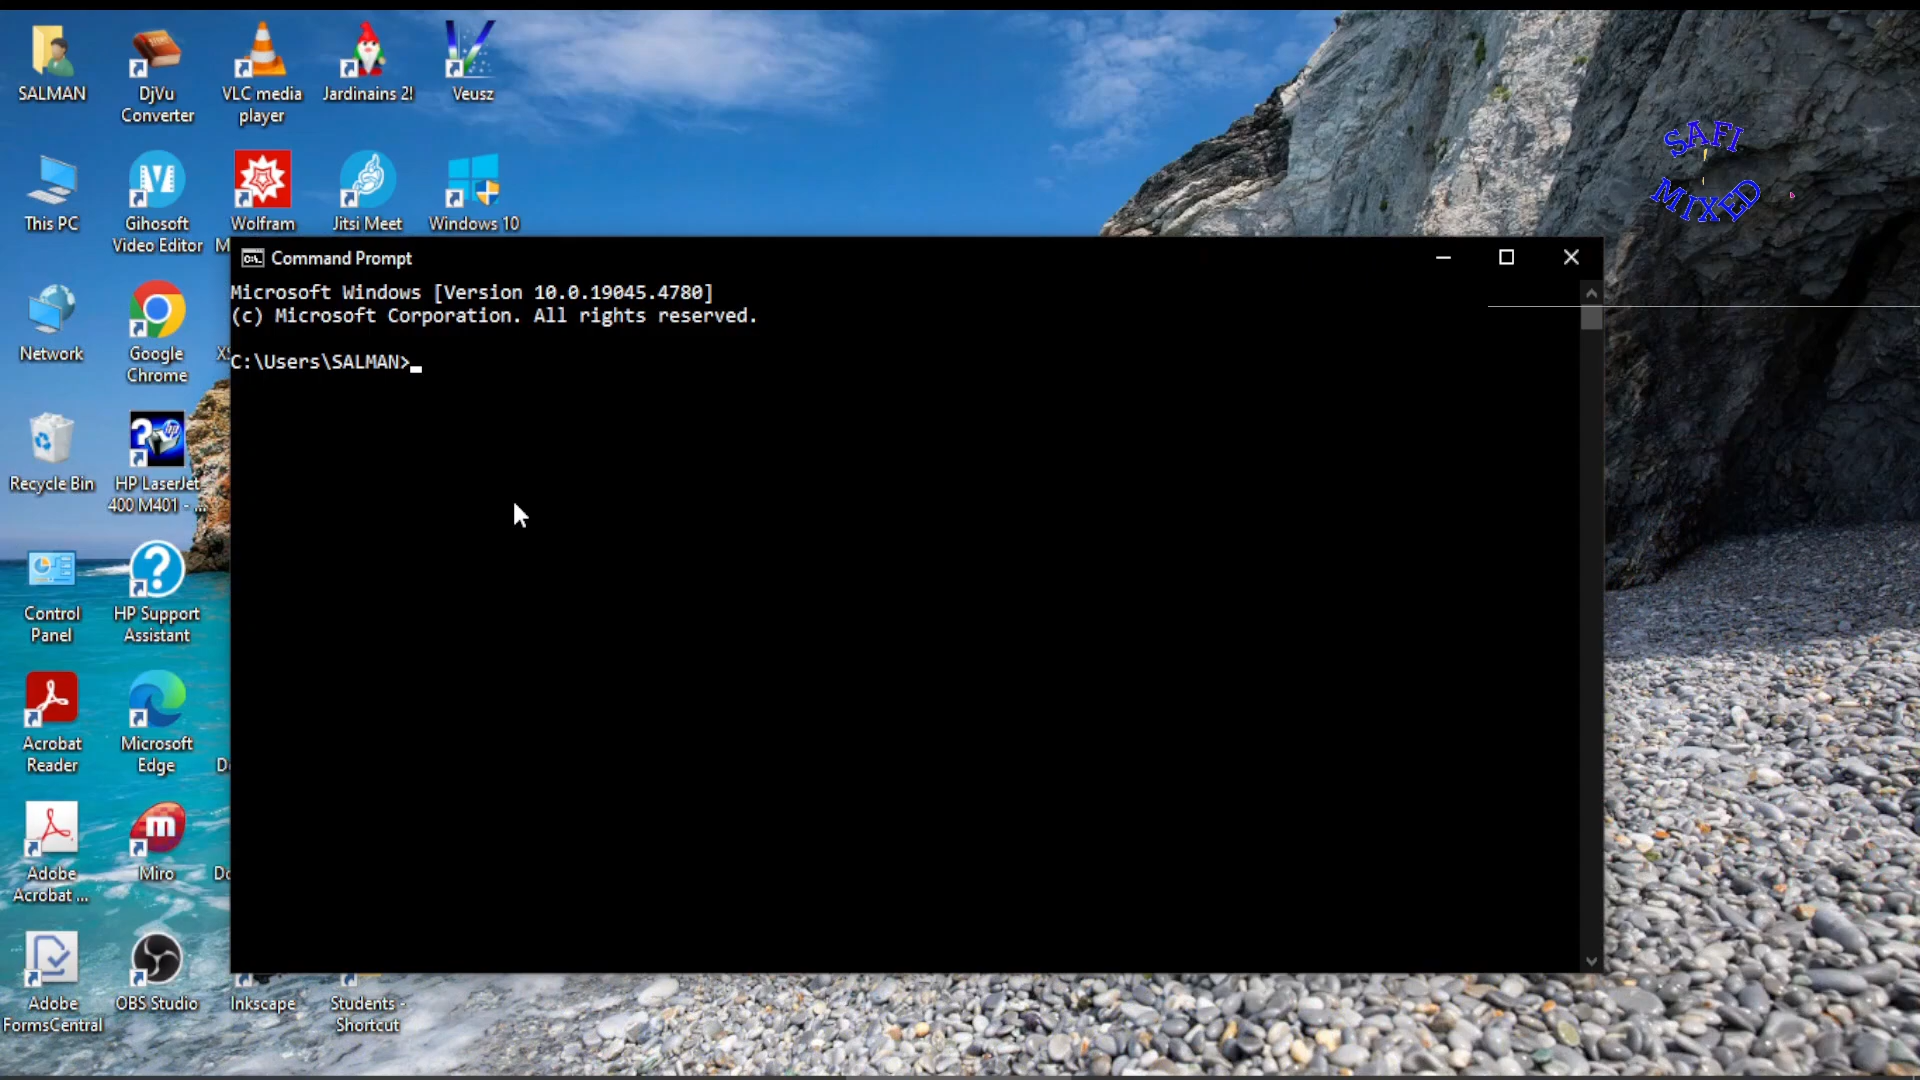 SALMAN
DjVu
Converter
VLC media
player
Jardinains 2!
Veusz
SAFI
MIXED
This PC
Gihosoft
Video Editor
Wolfram
M
Jitsi Meet
Windows 10
Command Prompt
Microsoft Windows [Version 10.0.19045.4780]
(c) Microsoft Corporation. All rights reserved.
C:\Users\SALMAN>
Network
Google
Chrome
Recycle Bin
HP LaserJet
400 M401 - ...
Control
Panel
HP Support
Assistant
Acrobat
Reader
Microsoft
Edge
Adobe
Acrobat ...
Miro
Adobe
FormsCentral
OBS Studio
Inkscape
Students -
Shortcut